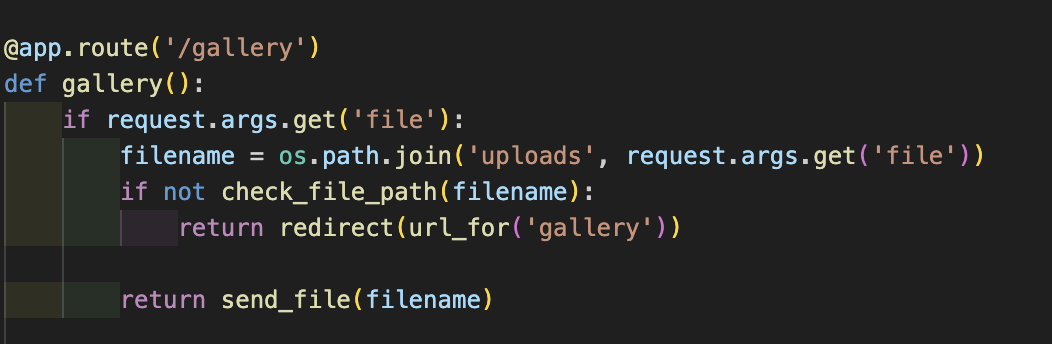 @app.route('/gallery')
def gallery():
    if request.args.get('file'):
        filename = os.path.join('uploads', request.args.get('file'))
        if not check_file_path(filename):
            return redirect(url_for('gallery'))

        return send_file(filename)